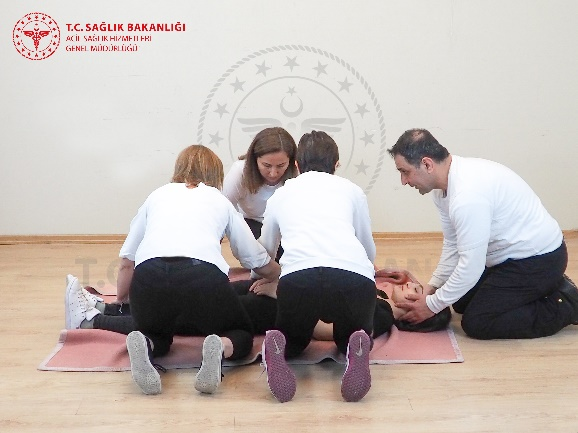 T.C. SAĞLIK BAKANLIĞI
ACİL SAĞLIK HİZMETLERİ
GENEL MÜDÜRLÜĞÜ